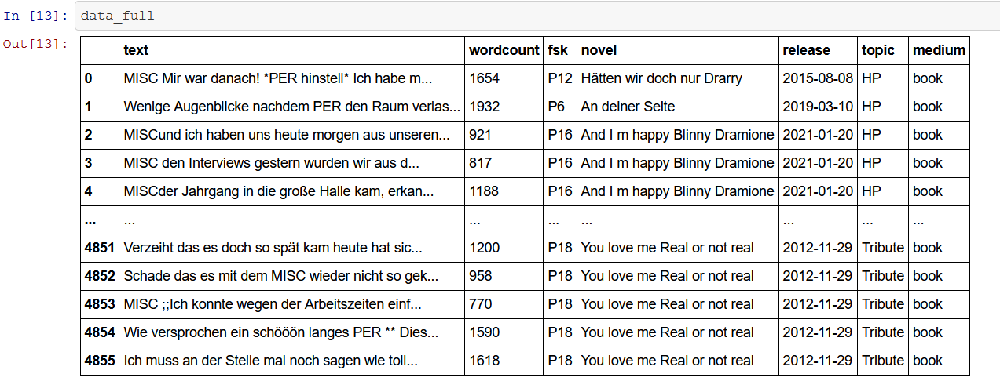 In [13]: data_full
Out[13]:
text wordcount fsk novel release topic medium
0 MISC Mir war danach! *PER hinstell* Ich habe m... 1654 P12 Hätten wir doch nur Drarry 2015-08-08 HP book
1 Wenige Augenblicke nachdem PER den Raum verlas... 1932 P6 An deiner Seite 2019-03-10 HP book
2 MISCund ich haben uns heute morgen aus unseren... 921 P16 And I m happy Blinny Dramione 2021-01-20 HP book
3 MISC den Interviews gestern wurden wir aus d... 817 P16 And I m happy Blinny Dramione 2021-01-20 HP book
4 MISCder Jahrgang in die große Halle kam, erkan... 1188 P16 And I m happy Blinny Dramione 2021-01-20 HP book
... ... ... ... ... ... ... ...
4851 Verzeiht das es doch so spät kam heute hat sic... 1200 P18 You love me Real or not real 2012-11-29 Tribute book
4852 Schade das es mit dem MISC wieder nicht so gek... 958 P18 You love me Real or not real 2012-11-29 Tribute book
4853 MISC ;;Ich konnte wegen der Arbeitszeiten einf... 770 P18 You love me Real or not real 2012-11-29 Tribute book
4854 Wie versprochen ein schööön langes PER ** Dies... 1590 P18 You love me Real or not real 2012-11-29 Tribute book
4855 Ich muss an der Stelle mal noch sagen wie toll... 1618 P18 You love me Real or not real 2012-11-29 Tribute book